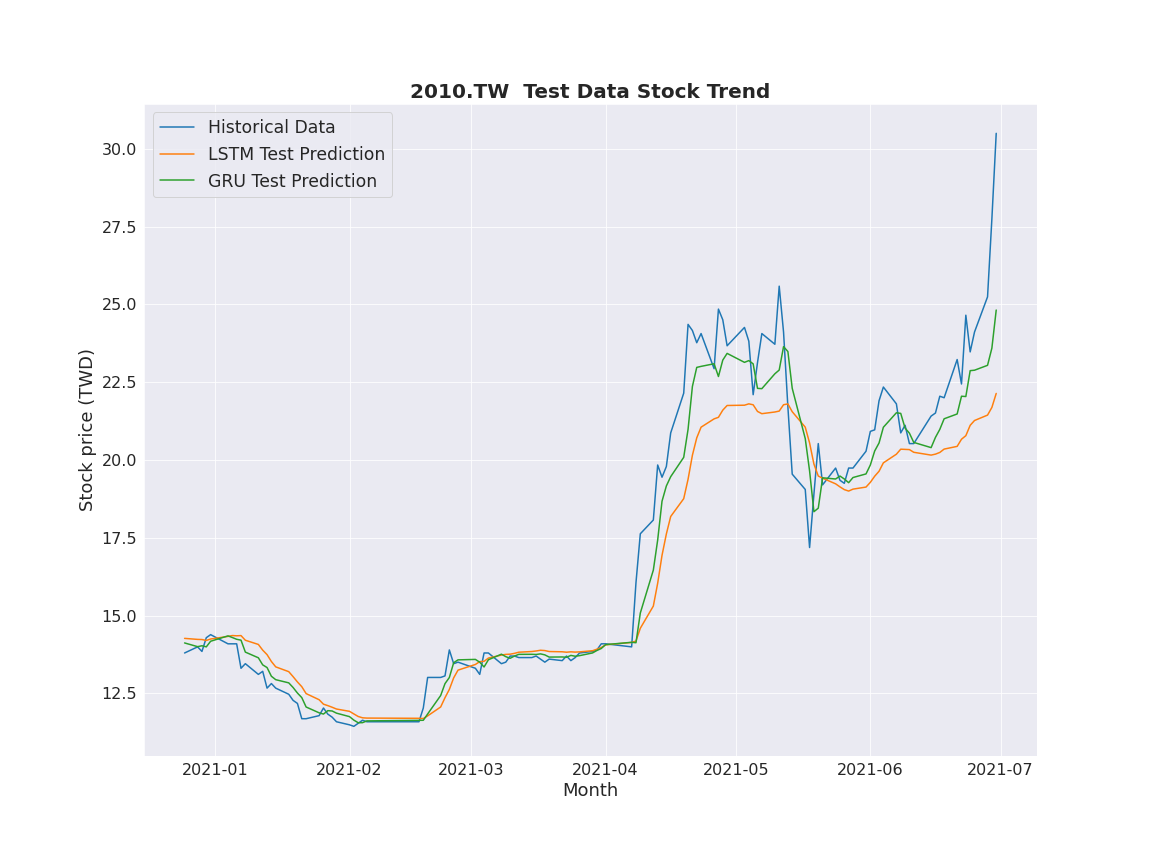 2010.TW  Test Data Stock Trend
Historical Data
LSTM Test Prediction
GRU Test Prediction
Stock price (TWD)
30.0
27.5
25.0
22.5
20.0
17.5
15.0
12.5
2021-01 2021-02 2021-03 2021-04 2021-05 2021-06 2021-07
Month